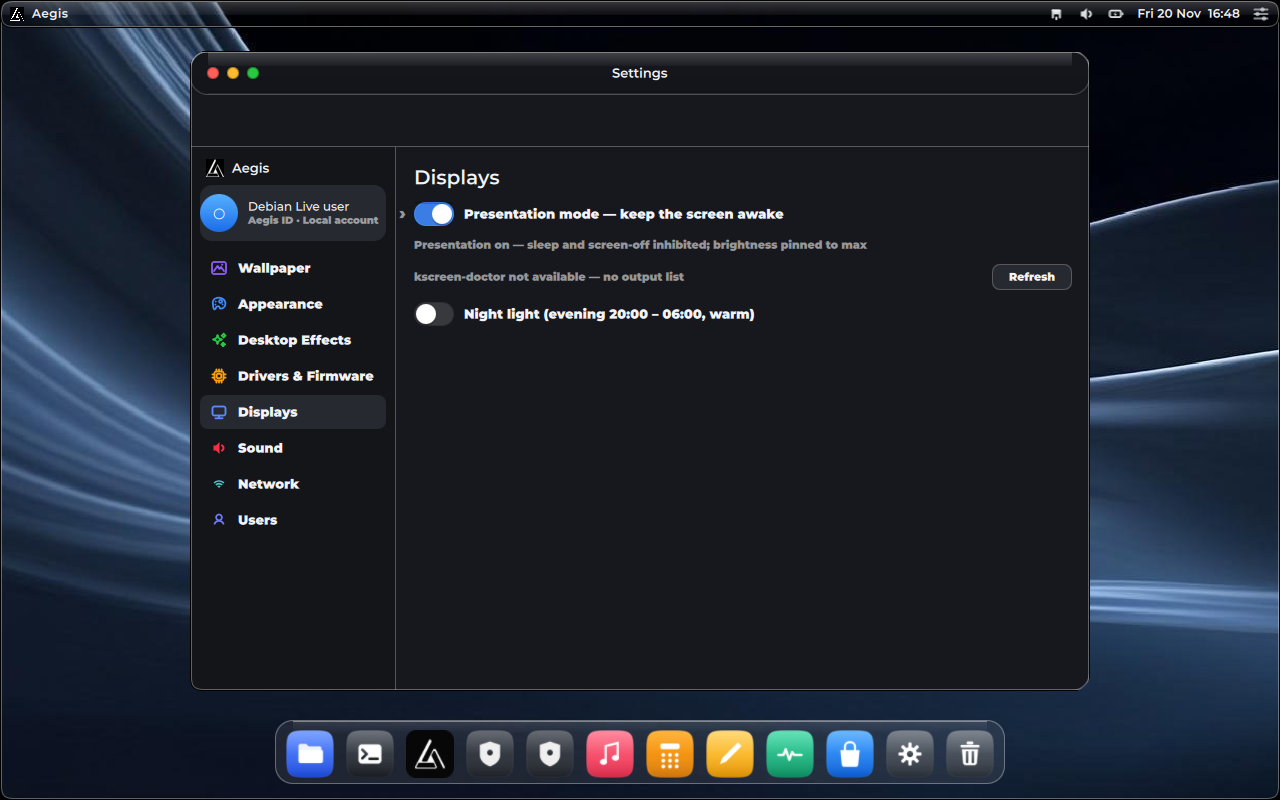 Aegis
Fri 20 Nov 16:48
Settings
Aegis
Debian Live user
Aegis ID · Local account
Wallpaper
Appearance
Desktop Effects
Drivers & Firmware
Displays
Sound
Network
Users
Displays
Presentation mode — keep the screen awake
Presentation on — sleep and screen-off inhibited; brightness pinned to max
kscreen-doctor not available — no output list
Refresh
Night light (evening 20:00 – 06:00, warm)